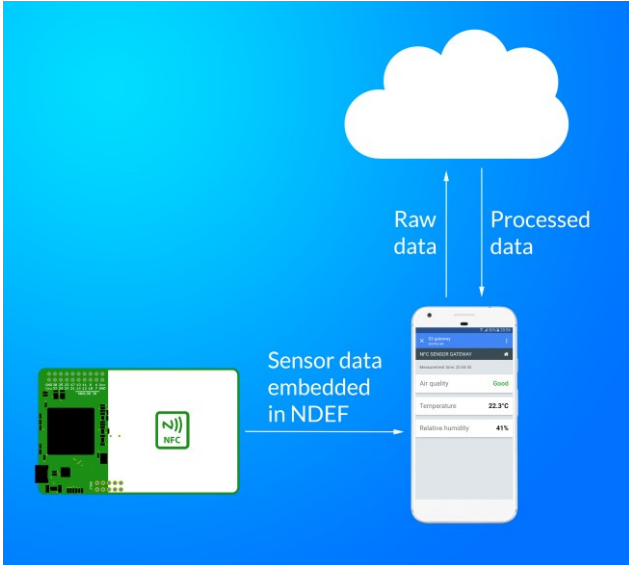 Raw
data
Processed
data
Sensor data
embedded
in NDEF
NFC
NFC SENSOR GATEWAY
Air quality Good
Temperature 22.3°C
Relative humidity 41%